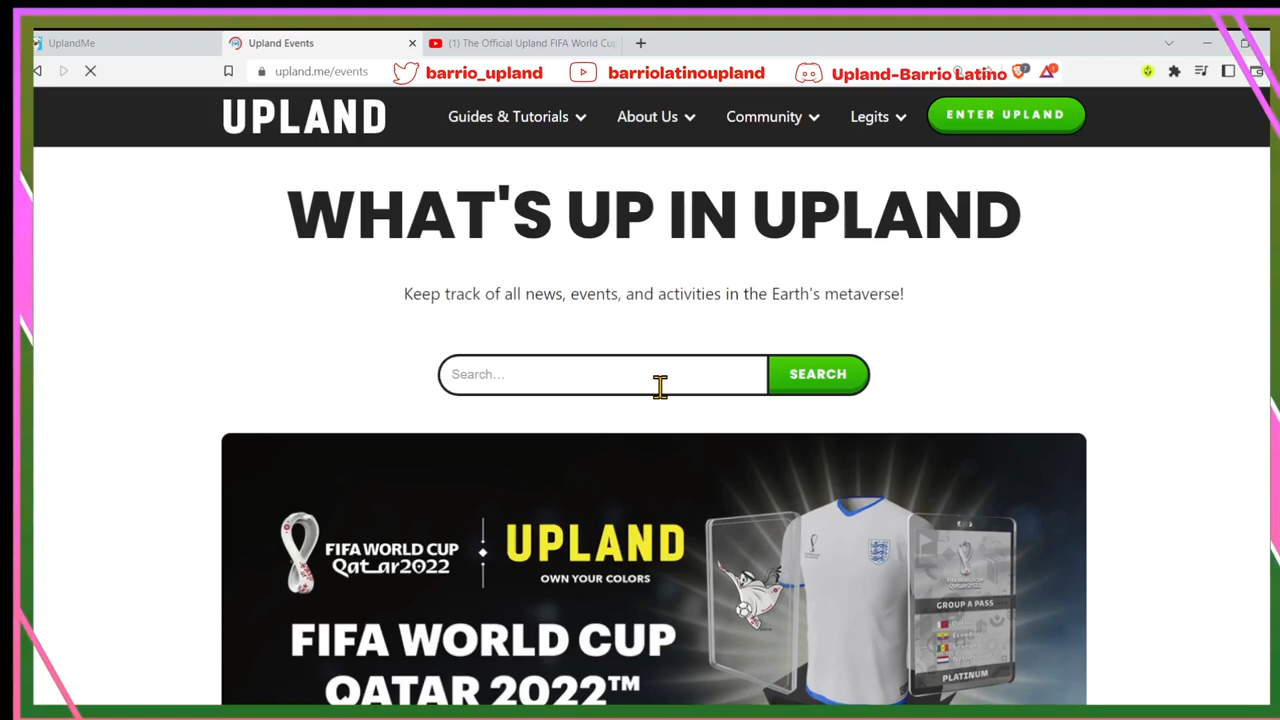 UplandMe
Upland Events
(1) The Official Upland FIFA World Cup
upland.me/events
barrio_upland
barriolatinoupland
Upland-Barrio Latino
UPLAND
Guides & Tutorials
About Us
Community
Legits
ENTER UPLAND
WHAT'S UP IN UPLAND
Keep track of all news, events, and activities in the Earth's metaverse!
Search...
SEARCH
FIFA WORLD CUP
Qatar2022
UPLAND
OWN YOUR COLORS
FIFA WORLD CUP
QATAR 2022™
GROUP A PASS
Qatar
Ecuador
PLATINUM